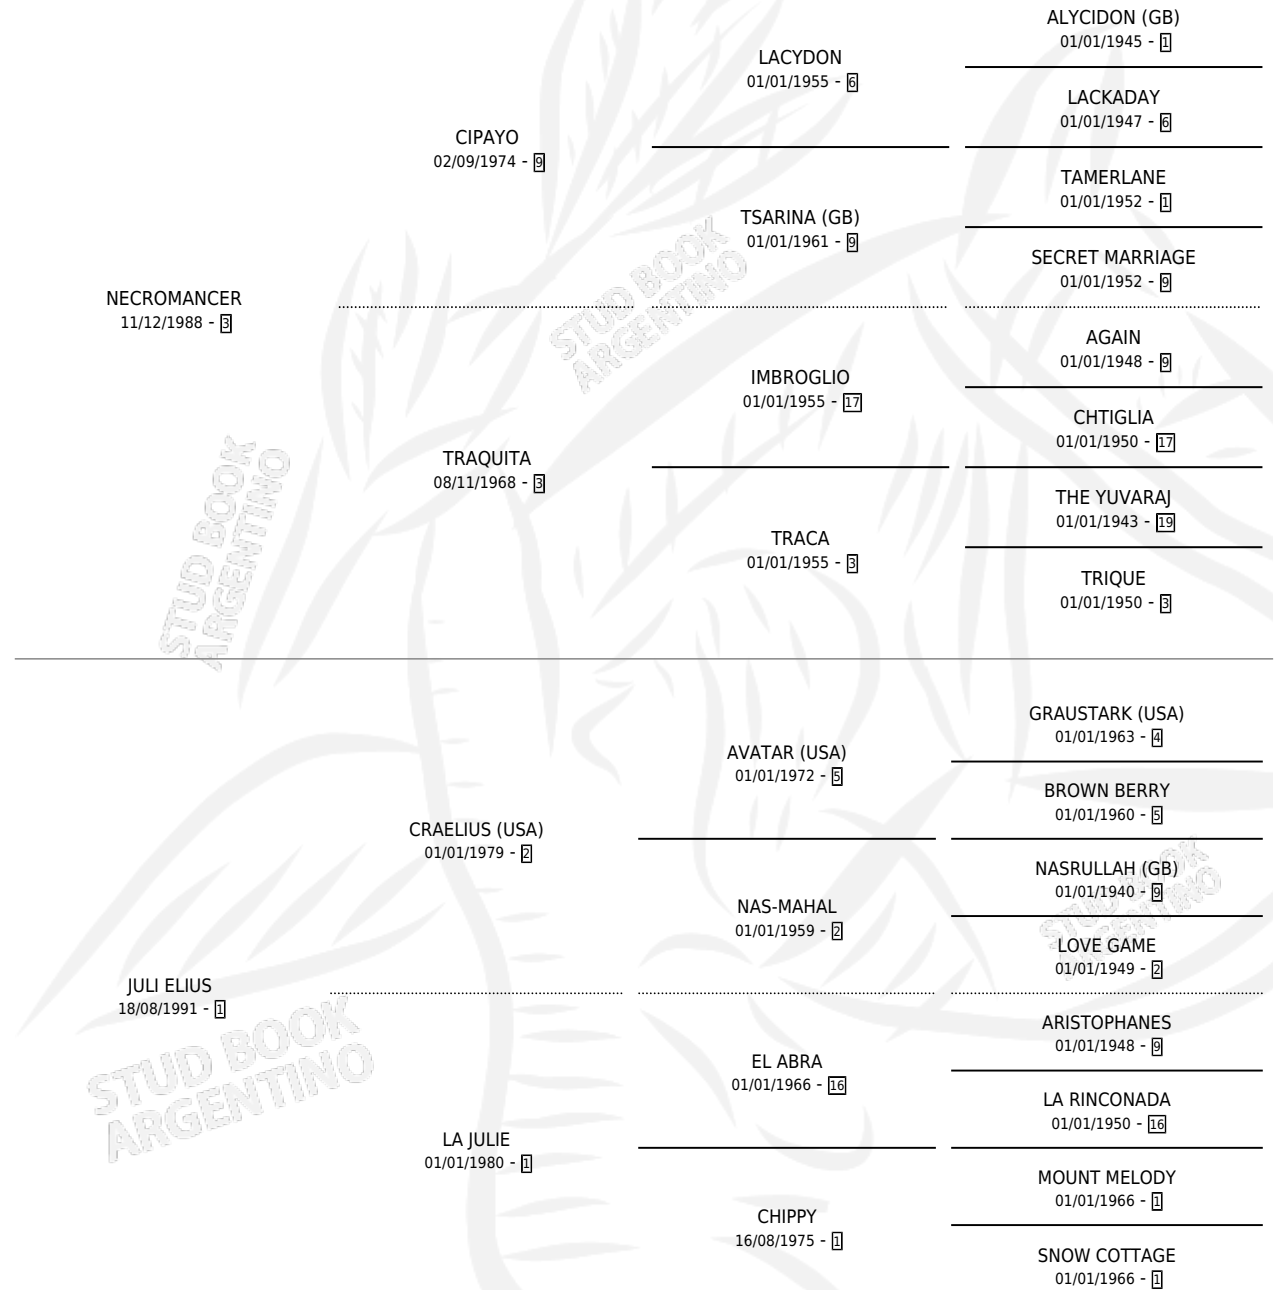 ALYCIDON (GB)
01/01/1945 - 1
LACYDON
01/01/1955 - 6
LACKADAY
01/01/1947 - 6
CIPAYO
02/09/1974 - 9
TAMERLANE
01/01/1952 - 1
TSARINA (GB)
01/01/1961 - 9
SECRET MARRIAGE
01/01/1952 - 9
NECROMANCER
11/12/1988 - 3
AGAIN
01/01/1948 - 9
IMBROGLIO
01/01/1955 - 17
CHTIGLIA
01/01/1950 - 17
TRAQUITA
08/11/1968 - 3
THE YUVARAJ
01/01/1943 - 19
TRACA
01/01/1955 - 3
TRIQUE
01/01/1950 - 3
GRAUSTARK (USA)
01/01/1963 - 4
AVATAR (USA)
01/01/1972 - 5
BROWN BERRY
01/01/1960 - 5
CRAELIUS (USA)
01/01/1979 - 2
NASRULLAH (GB)
01/01/1940 - 9
NAS-MAHAL
01/01/1959 - 2
LOVE GAME
01/01/1949 - 2
JULI ELIUS
18/08/1991 - 1
ARISTOPHANES
01/01/1948 - 9
EL ABRA
01/01/1966 - 16
LA RINCONADA
01/01/1950 - 16
LA JULIE
01/01/1980 - 1
MOUNT MELODY
01/01/1966 - 1
CHIPPY
16/08/1975 - 1
SNOW COTTAGE
01/01/1966 - 1
STUD BOOK
ARGENTINO
STUD BOOK
ARGENTINO
STUD BOOK
ARGENTINO
STUD BOOK
ARGENTINO